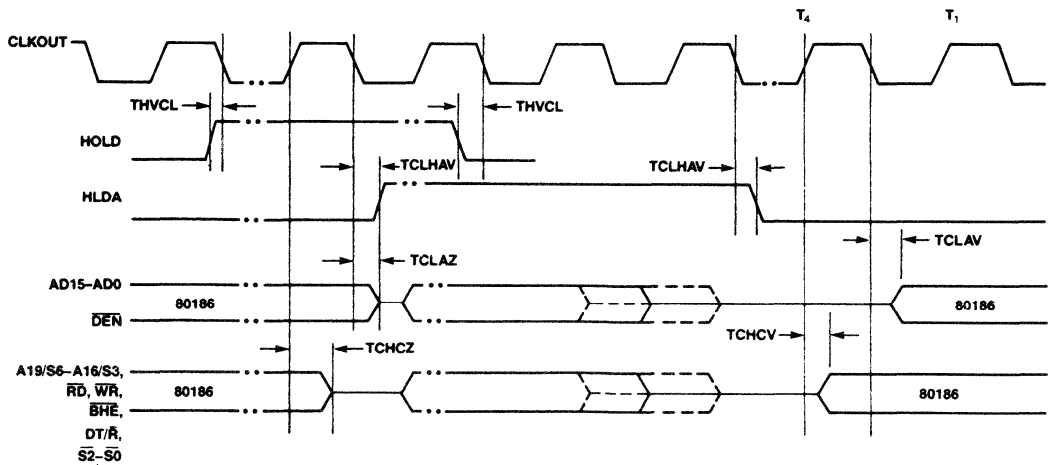 T4 T1
CLKOUT
THVCL THVCL
HOLD
TCLHAV TCLHAV
HLDA
TCLAV
TCLAZ
AD15–AD0
80186 80186
DEN
TCHCV
TCHCZ
A19/S6–A16/S3,
RD, WR, 80186 80186
BHE,
DT/R,
S2–S0